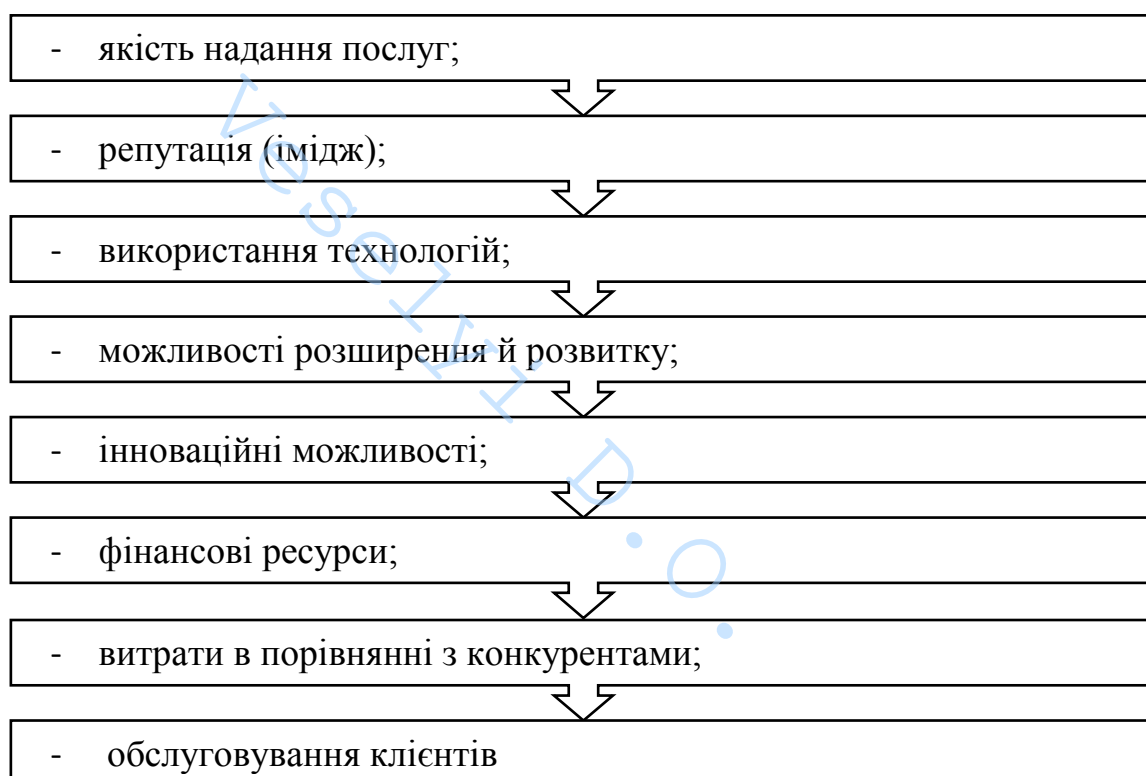 - якість надання послуг;
- репутація (імідж);
- використання технологій;
- можливості розширення й розвитку;
- інноваційні можливості;
- фінансові ресурси;
- витрати в порівнянні з конкурентами;
- обслуговування клієнтів
Veselyi D.O.